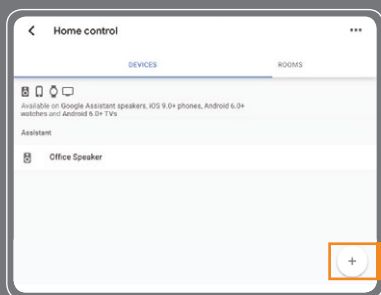 Home control
DEVICES
ROOMS
Available on Google Assistant speakers, iOS 9.0+ phones, Android 6.0+
watches and Android 6.0+ TVs
Assistant
Office Speaker